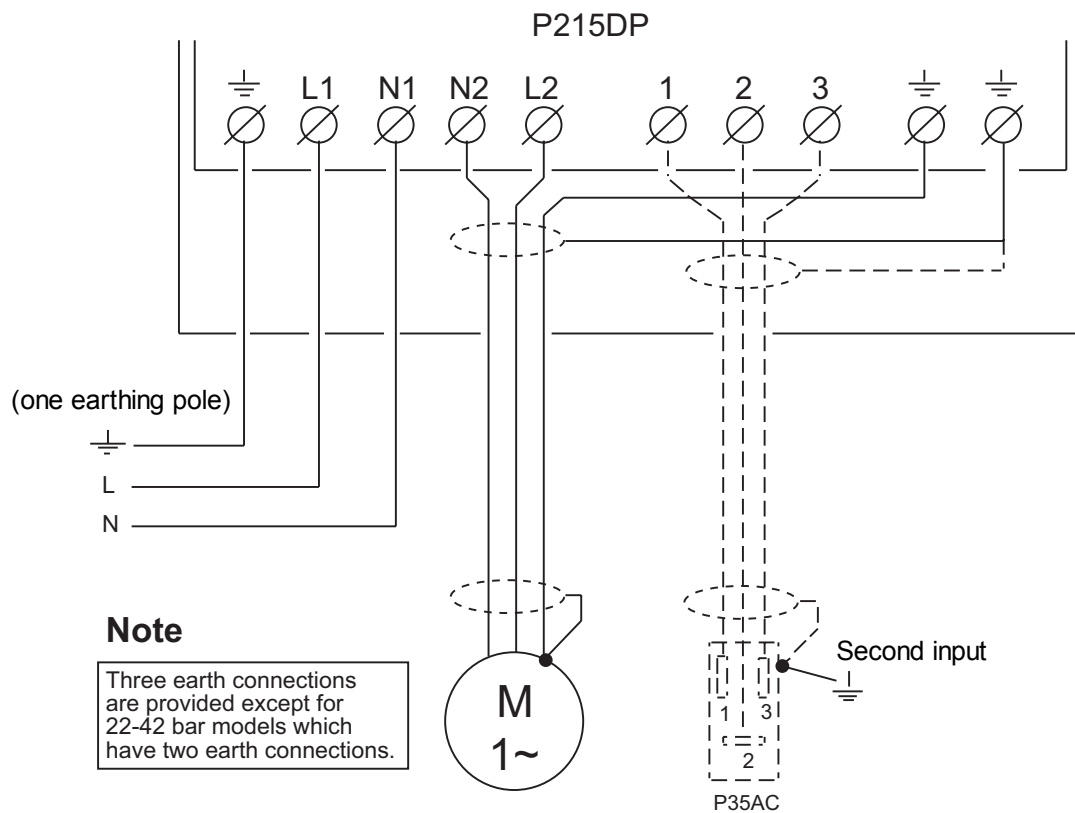 P215DP
L1 N1 N2 L2 1 2 3
(one earthing pole)
L
N
Note
Three earth connections
are provided except for
22-42 bar models which
have two earth connections.
M
1~
Second input
1 3
2
P35AC